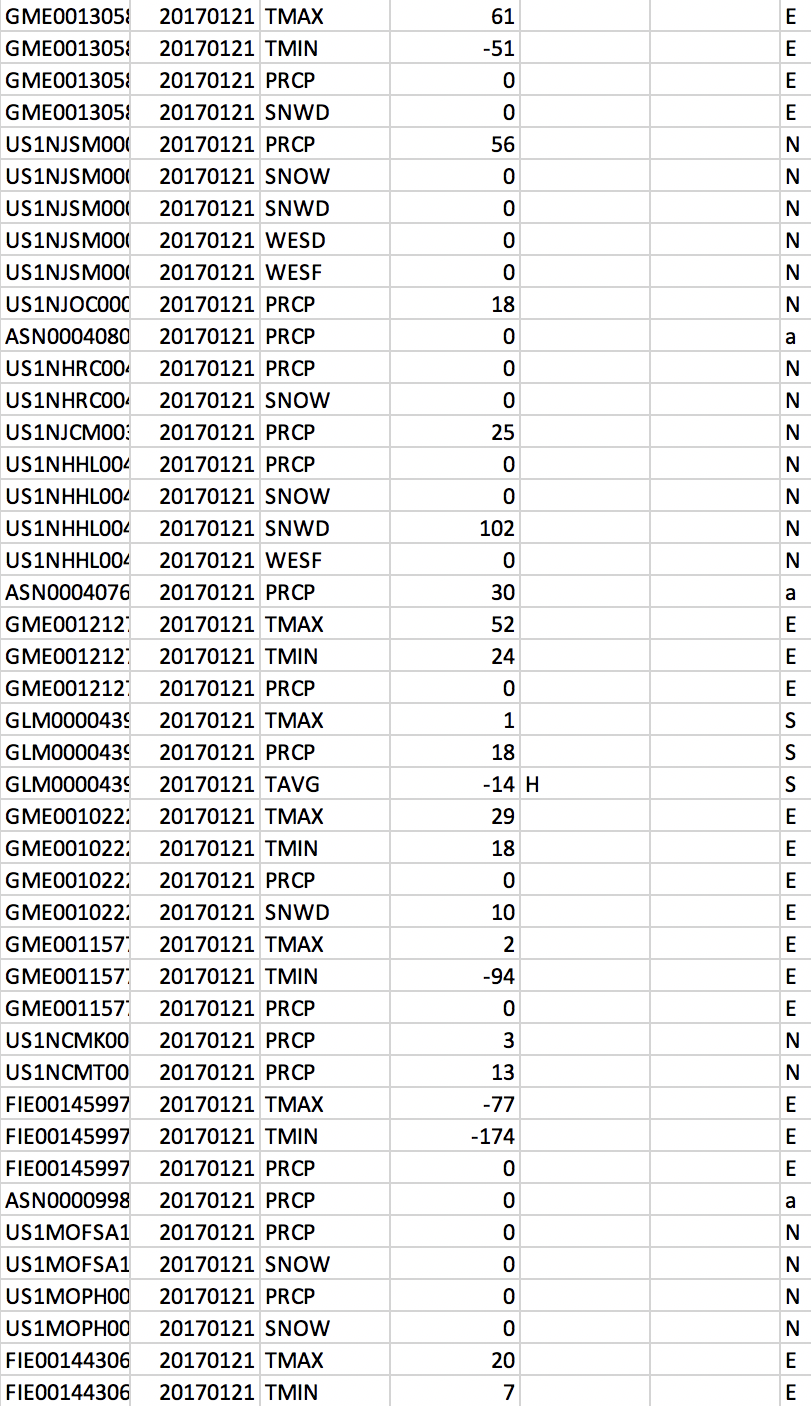 GME0013058 20170121 TMAX 61 E
GME0013058 20170121 TMIN -51 E
GME0013058 20170121 PRCP 0 E
GME0013058 20170121 SNWD 0 E
US1NJSM000 20170121 PRCP 56 N
US1NJSM000 20170121 SNOW 0 N
US1NJSM000 20170121 SNWD 0 N
US1NJSM000 20170121 WESD 0 N
US1NJSM000 20170121 WESF 0 N
US1NJOC000 20170121 PRCP 18 N
ASN0004080 20170121 PRCP 0 a
US1NHRC004 20170121 PRCP 0 N
US1NHRC004 20170121 SNOW 0 N
US1NJCM003 20170121 PRCP 25 N
US1NHHL004 20170121 PRCP 0 N
US1NHHL004 20170121 SNOW 0 N
US1NHHL004 20170121 SNWD 102 N
US1NHHL004 20170121 WESF 0 N
ASN0004076 20170121 PRCP 30 a
GME0012127 20170121 TMAX 52 E
GME0012127 20170121 TMIN 24 E
GME0012127 20170121 PRCP 0 E
GLM0000439 20170121 TMAX 1 S
GLM0000439 20170121 PRCP 18 S
GLM0000439 20170121 TAVG -14 H S
GME0010222 20170121 TMAX 29 E
GME0010222 20170121 TMIN 18 E
GME0010222 20170121 PRCP 0 E
GME0010222 20170121 SNWD 10 E
GME0011577 20170121 TMAX 2 E
GME0011577 20170121 TMIN -94 E
GME0011577 20170121 PRCP 0 E
US1NCMK00 20170121 PRCP 3 N
US1NCMT00 20170121 PRCP 13 N
FIE00145997 20170121 TMAX -77 E
FIE00145997 20170121 TMIN -174 E
FIE00145997 20170121 PRCP 0 E
ASN0000998 20170121 PRCP 0 a
US1MOFSA1 20170121 PRCP 0 N
US1MOFSA1 20170121 SNOW 0 N
US1MOPH00 20170121 PRCP 0 N
US1MOPH00 20170121 SNOW 0 N
FIE00144306 20170121 TMAX 20 E
FIE00144306 20170121 TMIN 7 E